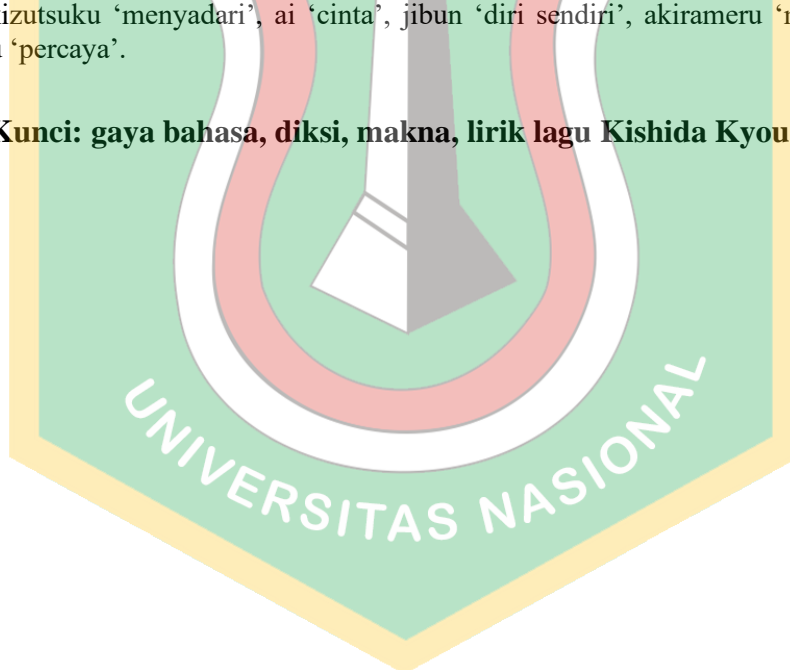 ‘menyadari’, ai ‘cinta’, jibun ‘diri sendiri’, akirameru
‘percaya’.
Kunci: gaya bahasa, diksi, makna, lirik lagu Kishida Kyou
UNIVERSITAS NASIONAL